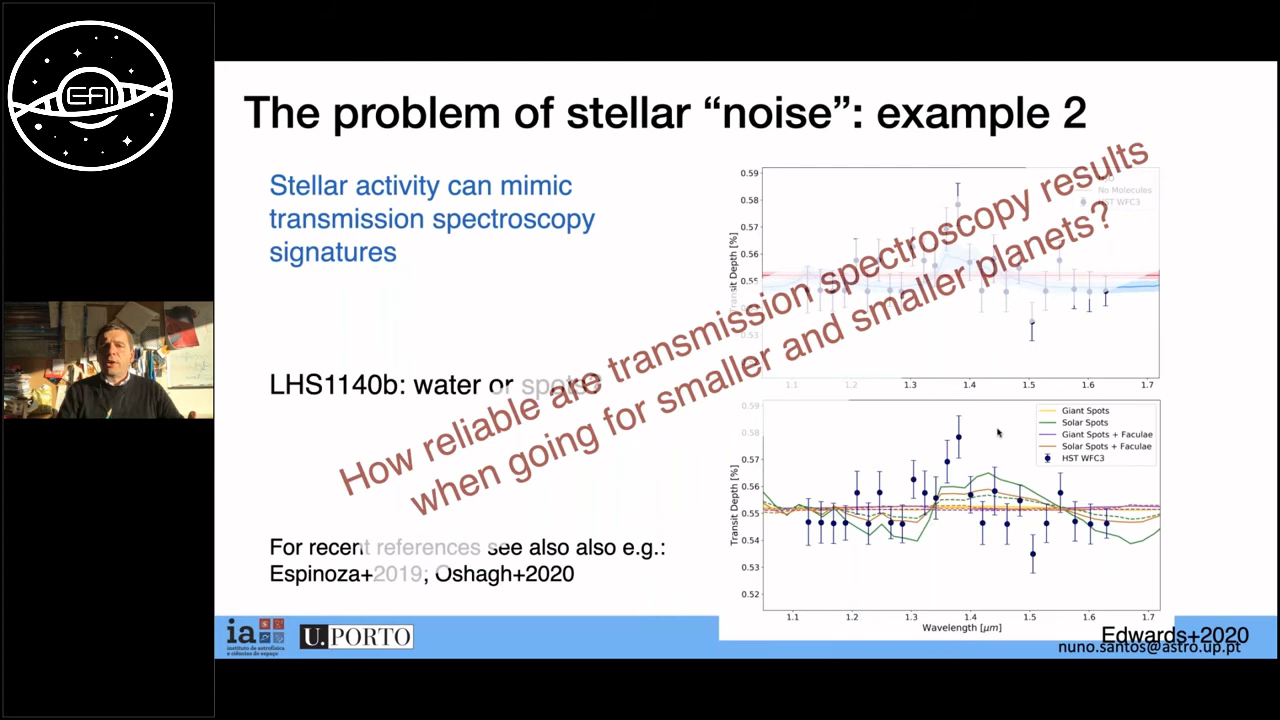 EAI
The problem of stellar “noise”: example 2
Stellar activity can mimic
transmission spectroscopy
signatures
LHS1140b: water or spots?
How reliable are transmission spectroscopy results
when going for smaller and smaller planets?
For recent references see also also e.g.:
Espinoza+2019; Oshagh+2020
0.59
0.58
0.57
0.56
0.55
0.53
Transit Depth [%]
No Molecules
HST WFC3
1.1
1.3
1.4
1.5
1.6
1.7
0.59
0.58
0.57
0.56
0.55
0.54
0.53
0.52
Transit Depth [%]
Giant Spots
Solar Spots
Giant Spots + Faculae
Solar Spots + Faculae
HST WFC3
1.1
1.2
1.3
1.4
1.5
1.6
1.7
Wavelength [μm]
ia
instituto de astrofísica
e ciências do espaço
U.PORTO
Edwards+2020
nuno.santos@astro.up.pt